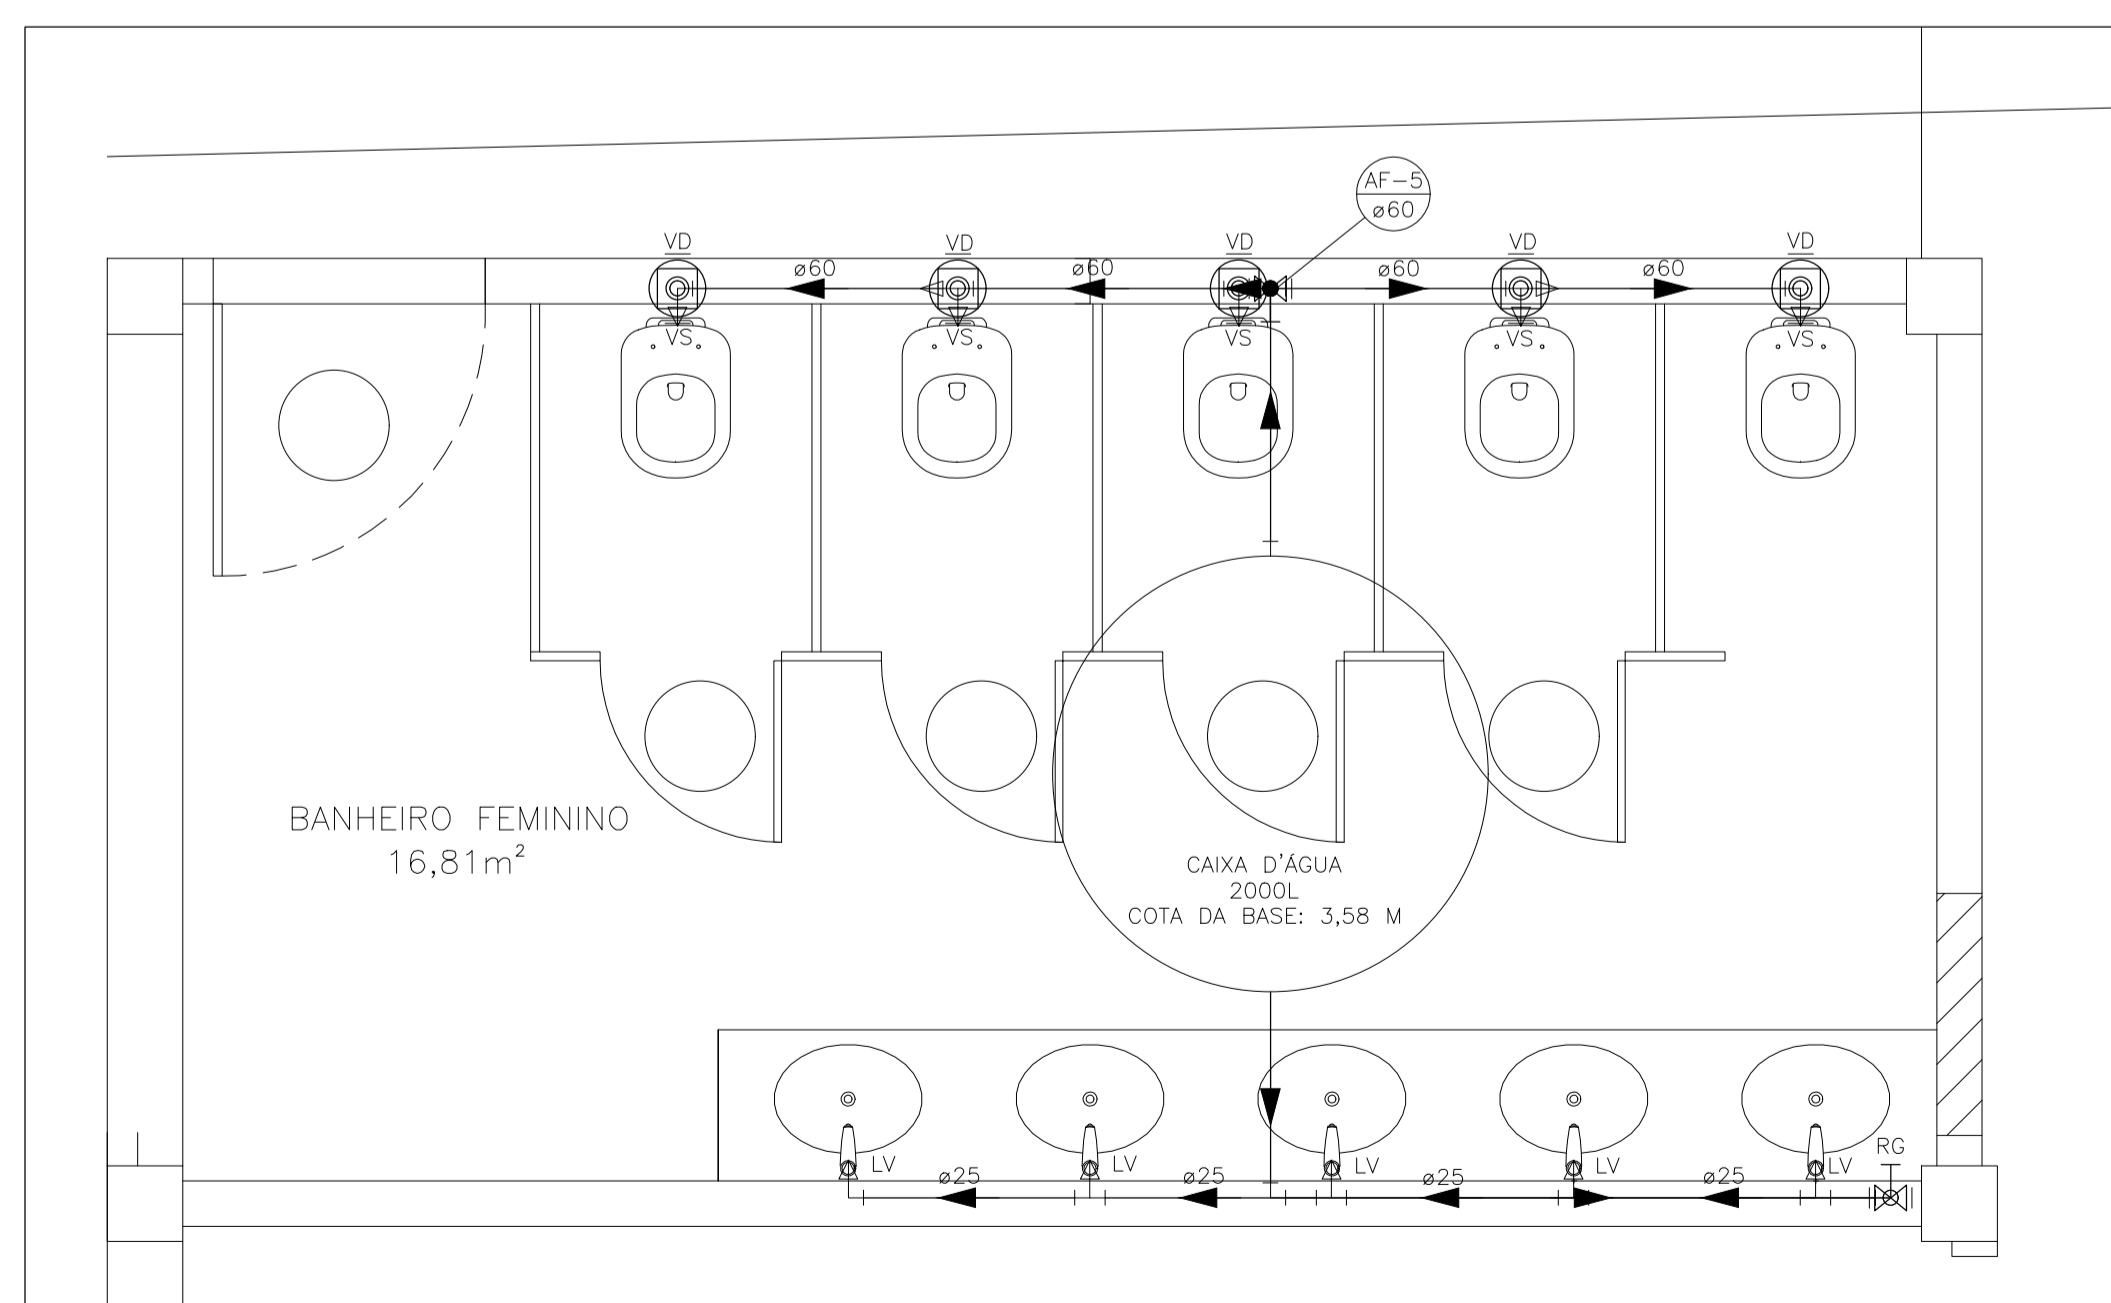 AF-5
ø60
VD
VD
VD
VD
VD
ø60
ø60
ø60
ø60
VS
VS
VS
VS
VS
BANHEIRO FEMININO
16,81m²
CAIXA D'ÁGUA
2000L
COTA DA BASE: 3,58 M
RG
LV
LV
LV
LV
LV
ø25
ø25
ø25
ø25